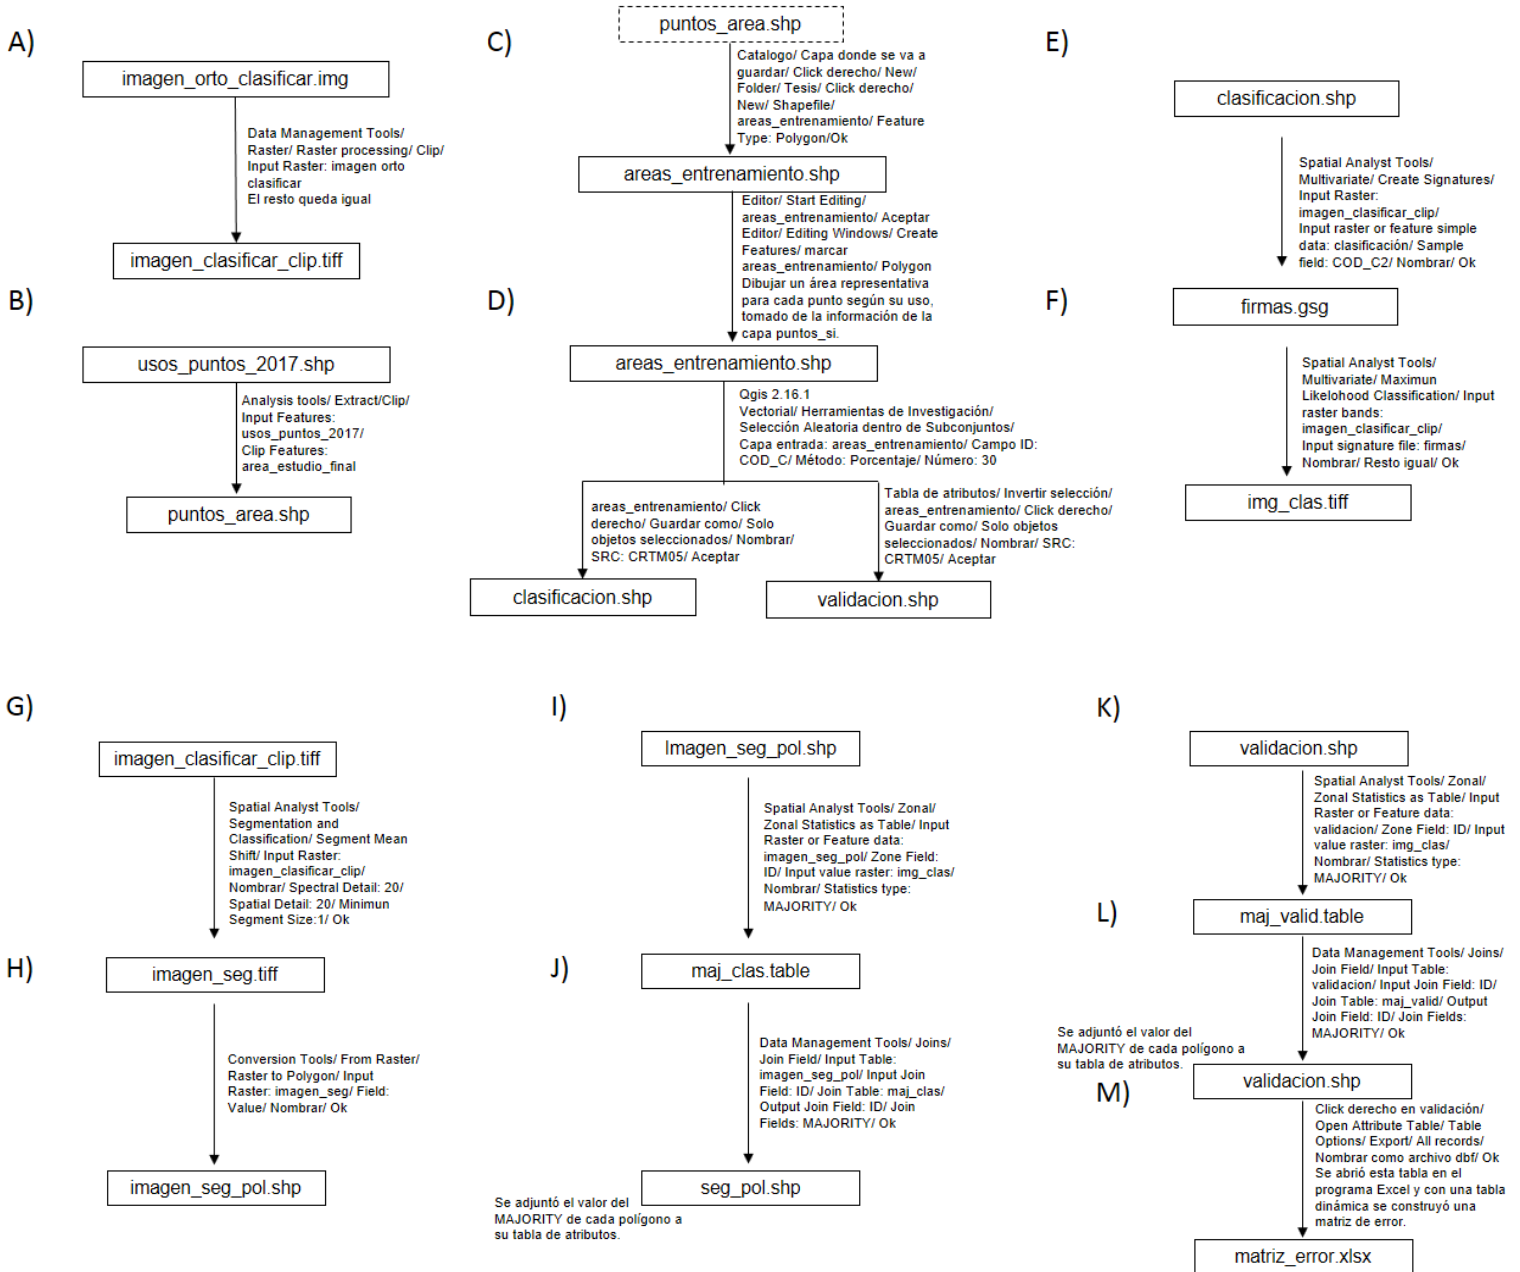 A)
imagen_orto_clasificar.img
Data Management Tools/
Raster/ Raster processing/ Clip/
Input Raster: imagen orto
clasificar
El resto queda igual
imagen_clasificar_clip.tiff
B)
usos_puntos_2017.shp
Analysis tools/ Extract/Clip/
Input Features:
usos_puntos_2017/
Clip Features:
area_estudio_final
puntos_area.shp
C)
puntos_area.shp
Catalogo/ Capa donde se va a
guardar/ Click derecho/ New/
Folder/ Tesis/ Click derecho/
New/ Shapefile/
areas_entrenamiento/ Feature
Type: Polygon/Ok
areas_entrenamiento.shp
Editor/ Start Editing/
areas_entrenamiento/ Aceptar
Editor/ Editing Windows/ Create
Features/ marcar
areas_entrenamiento/ Polygon
Dibujar un área representativa
para cada punto según su uso,
tomado de la información de la
capa puntos_si.
D)
areas_entrenamiento.shp
Qgis 2.16.1
Vectorial/ Herramientas de Investigación/
Selección Aleatoria dentro de Subconjuntos/
Capa entrada: areas_entrenamiento/ Campo ID:
COD_C/ Método: Porcentaje/ Número: 30
areas_entrenamiento/ Click
derecho/ Guardar como/ Solo
objetos seleccionados/ Nombrar/
SRC: CRTM05/ Aceptar
Tabla de atributos/ Invertir selección/
areas_entrenamiento/ Click derecho/
Guardar como/ Solo objetos
seleccionados/ Nombrar/ SRC:
CRTM05/ Aceptar
clasificacion.shp
validacion.shp
E)
clasificacion.shp
Spatial Analyst Tools/
Multivariate/ Create Signatures/
Input Raster:
imagen_clasificar_clip/
Input raster or feature simple
data: clasificación/ Sample
field: COD_C2/ Nombrar/ Ok
F)
firmas.gsg
Spatial Analyst Tools/
Multivariate/ Maximun
Likelohood Classification/ Input
raster bands:
imagen_clasificar_clip/
Input signature file: firmas/
Nombrar/ Resto igual/ Ok
img_clas.tiff
G)
imagen_clasificar_clip.tiff
Spatial Analyst Tools/
Segmentation and
Classification/ Segment Mean
Shift/ Input Raster:
imagen_clasificar_clip/
Nombrar/ Spectral Detail: 20/
Spatial Detail: 20/ Minimun
Segment Size:1/ Ok
H)
imagen_seg.tiff
Conversion Tools/ From Raster/
Raster to Polygon/ Input
Raster: imagen_seg/ Field:
Value/ Nombrar/ Ok
imagen_seg_pol.shp
I)
Imagen_seg_pol.shp
Spatial Analyst Tools/ Zonal/
Zonal Statistics as Table/ Input
Raster or Feature data:
imagen_seg_pol/ Zone Field:
ID/ Input value raster: img_clas/
Nombrar/ Statistics type:
MAJORITY/ Ok
J)
maj_clas.table
Data Management Tools/ Joins/
Join Field/ Input Table:
imagen_seg_pol/ Input Join
Field: ID/ Join Table: maj_clas/
Output Join Field: ID/ Join
Fields: MAJORITY/ Ok
seg_pol.shp
Se adjuntó el valor del
MAJORITY de cada polígono a
su tabla de atributos.
K)
validacion.shp
Spatial Analyst Tools/ Zonal/
Zonal Statistics as Table/ Input
Raster or Feature data:
validacion/ Zone Field: ID/ Input
value raster: img_clas/
Nombrar/ Statistics type:
MAJORITY/ Ok
L)
maj_valid.table
Data Management Tools/ Joins/
Join Field/ Input Table:
validacion/ Input Join Field: ID/
Join Table: maj_valid/ Output
Join Field: ID/ Join Fields:
MAJORITY/ Ok
Se adjuntó el valor del
MAJORITY de cada polígono a
su tabla de atributos.
M)
validacion.shp
Click derecho en validación/
Open Attribute Table/ Table
Options/ Export/ All records/
Nombrar como archivo dbf/ Ok
Se abrió esta tabla en el
programa Excel y con una tabla
dinámica se construyó una
matriz de error.
matriz_error.xlsx